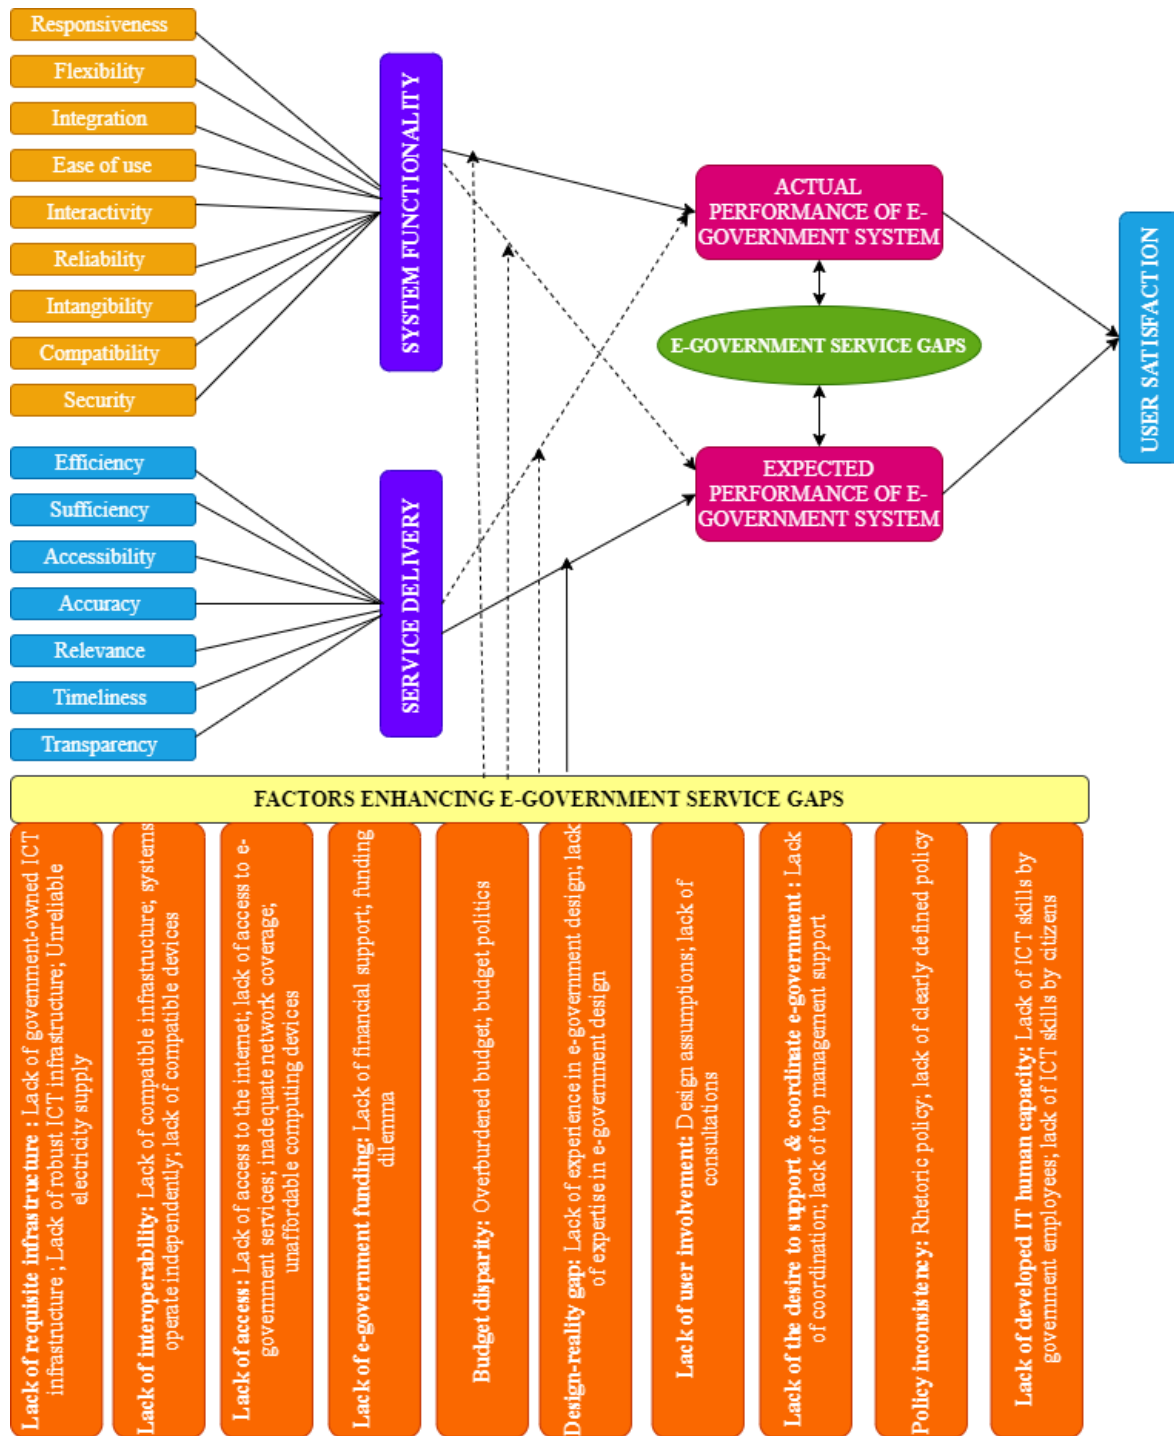 Responsiveness
Flexibility
Integration
Ease of use
Interactivity
Reliability
Intangibility
Compatibility
Security
SYSTEM FUNCTIONALITY
Efficiency
Sufficiency
Accessibility
Accuracy
Relevance
Timeliness
Transparency
SERVICE DELIVERY
ACTUAL
PERFORMANCE OF E-
GOVERNMENT SYSTEM
E-GOVERNMENT SERVICE GAPS
EXPECTED
PERFORMANCE OF E-
GOVERNMENT SYSTEM
USER SATISFACTION
FACTORS ENHANCING E-GOVERNMENT SERVICE GAPS
Lack of requisite infrastructure : Lack of government-owned ICT
infrastructure ; Lack of robust ICT infrastructure; Unreliable
electricity supply
Lack of interoperability: Lack of compatible infrastructure; systems
operate independently; lack of compatible devices
Lack of access: Lack of access to the internet; lack of access to e-
government services; inadequate network coverage;
unaffordable computing devices
Lack of e-government funding: Lack of financial support; funding
dilemma
Budget disparity: Overburdened budget; budget politics
Design-reality gap: Lack of experience in e-government design; lack
of expertise in e-government design
Lack of user involvement: Design assumptions; lack of
consultations
Lack of the desire to support & coordinate e-government : Lack
of coordination; lack of top management support
Policy inconsistency: Rhetoric policy; lack of clearly defined policy
Lack of developed IT human capacity: Lack of ICT skills by
government employees; lack of ICT skills by citizens